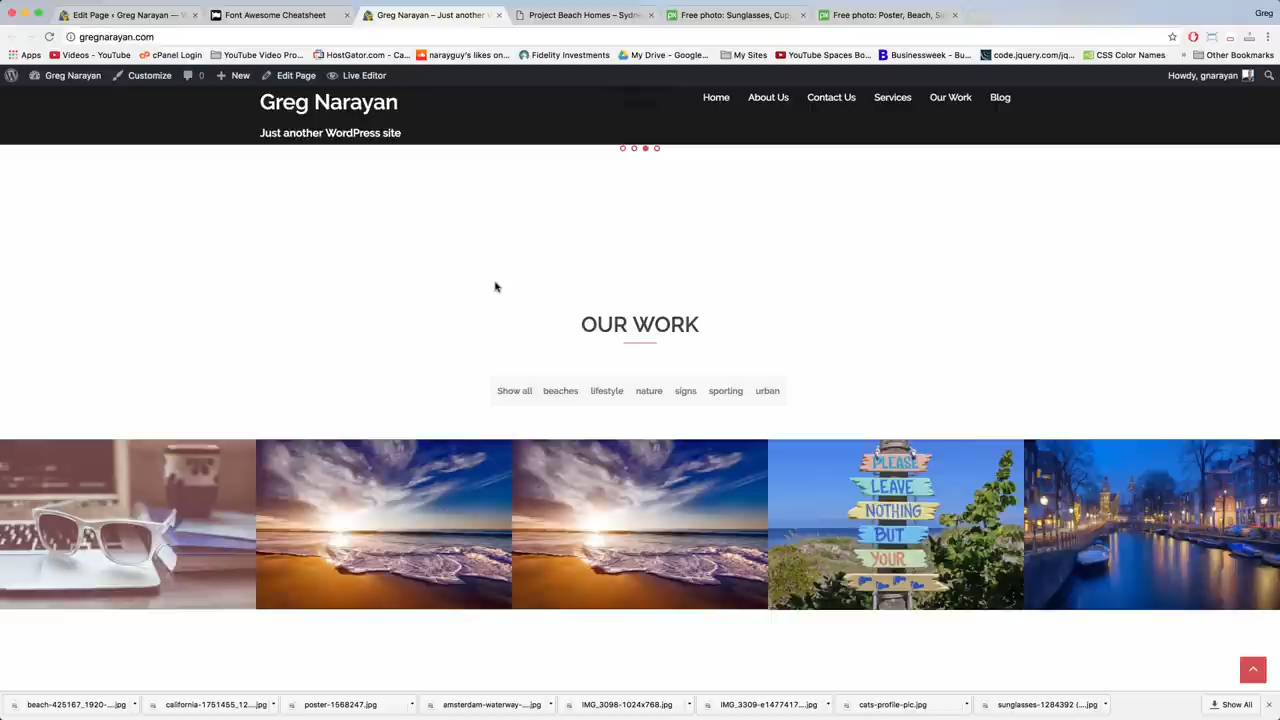 Edit Page ‹ Greg Narayan —
Font Awesome Cheatsheet
Greg Narayan – Just another
Project Beach Homes – Sydne
Free photo: Sunglasses, Cup,
Free photo: Poster, Beach, Si
Greg
gregnarayan.com
Apps
Videos - YouTube
cPanel Login
YouTube Video Pro...
HostGator.com - Ca...
narayguy's likes on...
Fidelity Investments
My Drive - Google...
My Sites
YouTube Spaces Bo...
Businessweek - Bu...
code.jquery.com/jq...
CSS Color Names
» Other Bookmarks
Greg Narayan
Customize
0
+ New
Edit Page
Live Editor
Howdy, gnarayan
Greg Narayan
Just another WordPress site
Home
About Us
Contact Us
Services
Our Work
Blog
OUR WORK
Show all
beaches
lifestyle
nature
signs
sporting
urban
PLEASE
LEAVE
NOTHING
BUT
YOUR
beach-425167_1920-....jpg
california-1751455_12....jpg
poster-1568247.jpg
amsterdam-waterway-....jpg
IMG_3098-1024x768.jpg
IMG_3309-e1477417....jpg
cats-profile-pic.jpg
sunglasses-1284392 (....jpg
Show All